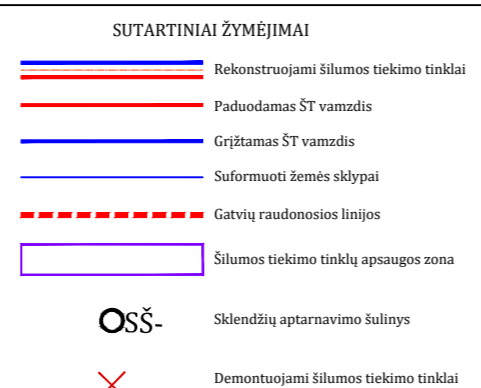 SUTARTINIAI ŽYMĖJIMAI
Rekonstruojami šilumos tiekimo tinklai
Paduodamas ŠT vamzdis
Grįžtamas ŠT vamzdis
Suformuoti žemės sklypai
Gatvių raudonosios linijos
Šilumos tiekimo tinklų apsaugos zona
OSŠ- Sklendžių aptarnavimo šulinys
Demontuojami šilumos tiekimo tinklai